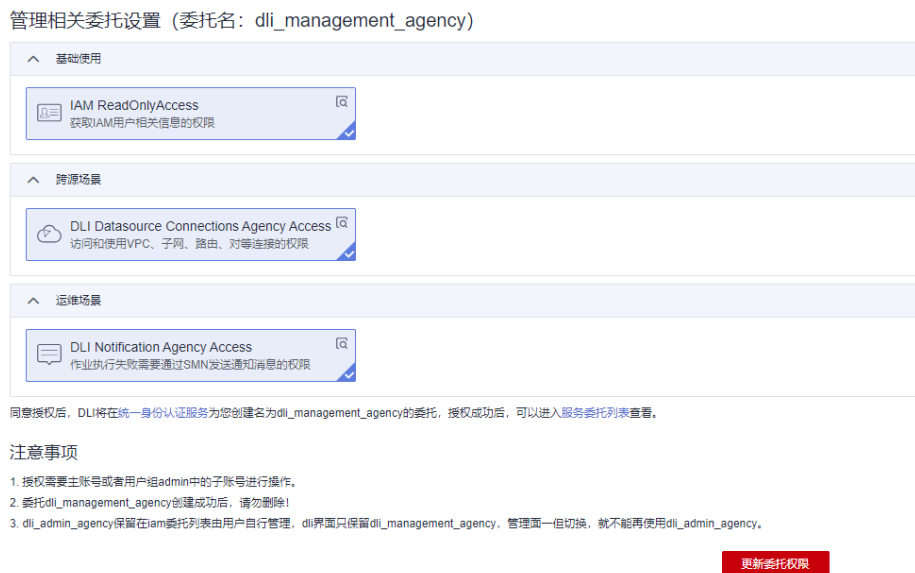 管理相关委托设置（委托名：dli_management_agency）
基础使用
IAM ReadOnlyAccess
获取IAM用户相关信息的权限
跨源场景
DLI Datasource Connections Agency Access
访问和使用VPC、子网、路由、对等连接的权限
运维场景
DLI Notification Agency Access
作业执行失败需要通过SMN发送通知消息的权限
同意授权后，DLI将在统一身份认证服务为您创建名为dli_management_agency的委托，授权成功后，可以进入服务委托列表查看。
注意事项
1. 授权需要主账号或者用户组admin中的子账号进行操作。
2. 委托dli_management_agency创建成功后，请勿删除！
3. dli_admin_agency保留在iam委托列表由用户自行管理，dli界面只保留dli_management_agency，管理面一但切换，就不能再使用dli_admin_agency。
更新委托权限